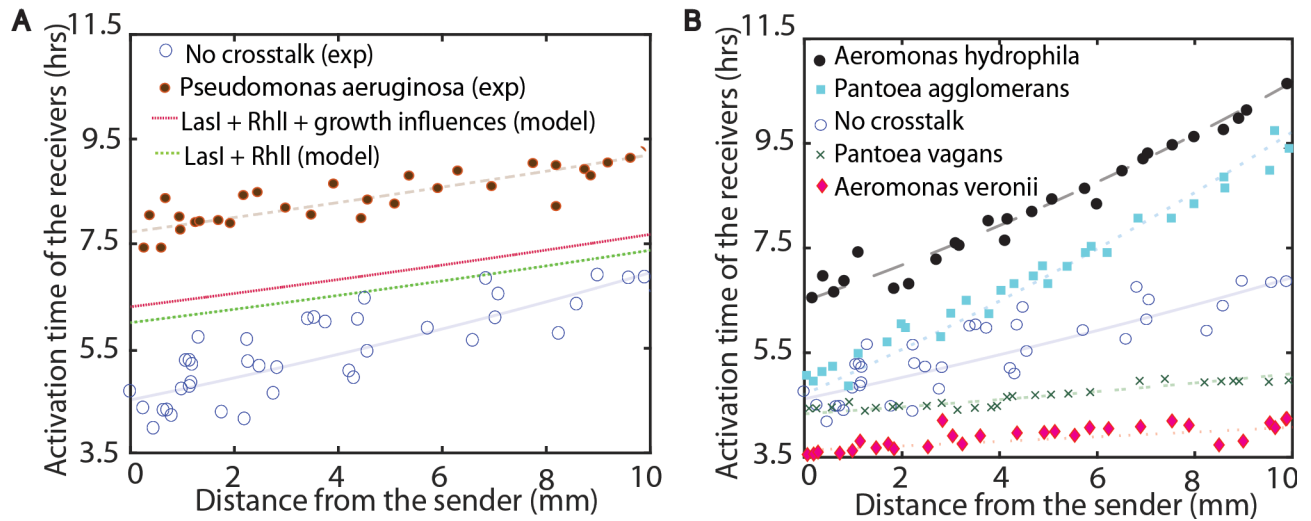 A
Activation time of the receivers (hrs)
11.5
9.5
7.5
5.5
3.5
No crosstalk (exp)
Pseudomonas aeruginosa (exp)
LasI + RhlI + growth influences (model)
LasI + RhlI (model)
0 2 4 6 8 10
Distance from the sender (mm)
B
Activation time of the receivers (hrs)
11.5
9.5
7.5
5.5
3.5
Aeromonas hydrophila
Pantoea agglomerans
No crosstalk
Pantoea vagans
Aeromonas veronii
0 2 4 6 8 10
Distance from the sender (mm)